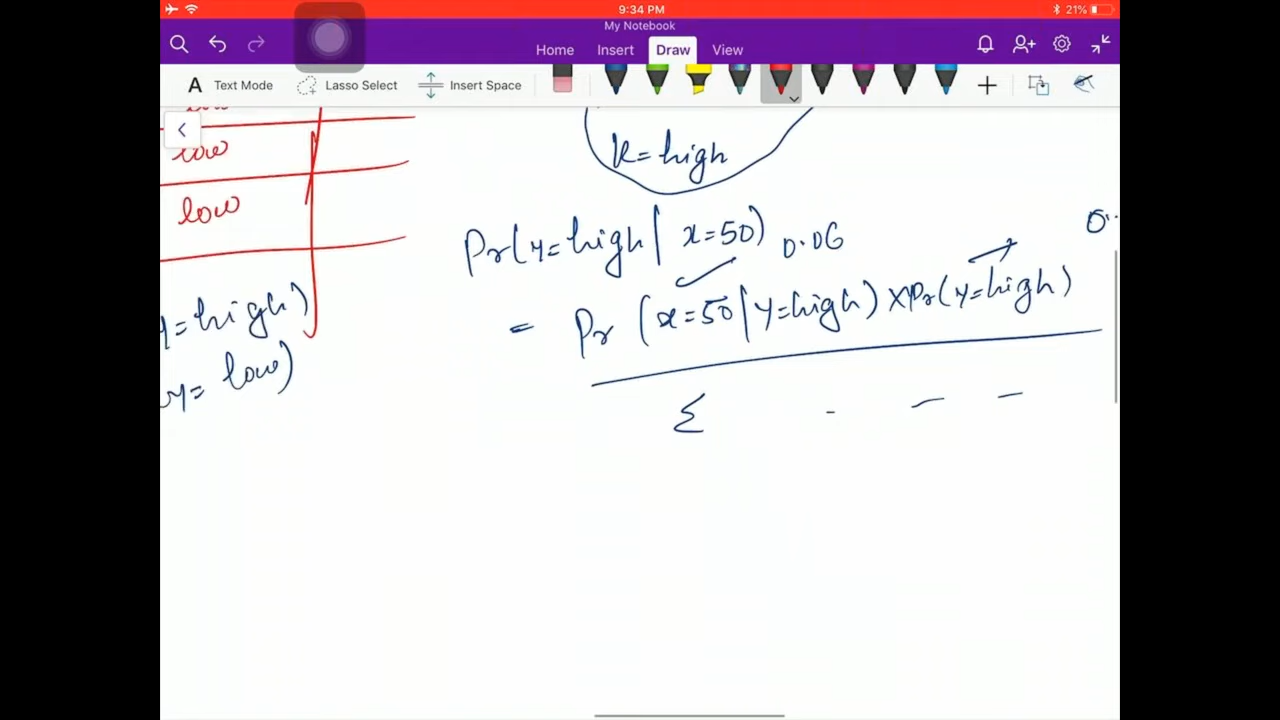 9:34 PM
21%
My Notebook
Home Insert Draw View
A Text Mode Lasso Select Insert Space
low
low
K=high
low
Pr(y=high| x=50) 0.06
= Pr (x=50|y=high) x Pr(y=high)
y=high)
y= low)
Σ - - -